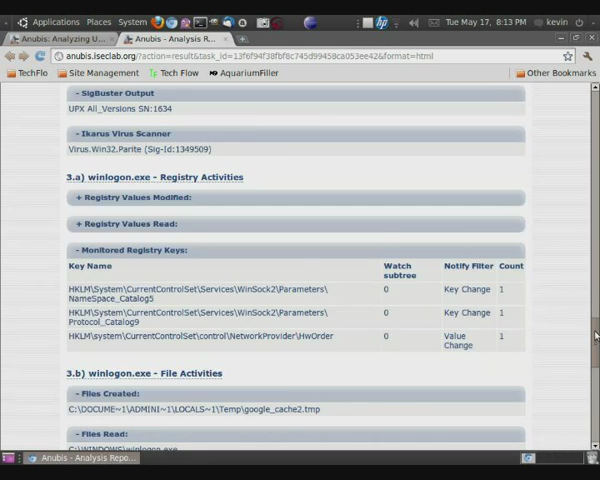 Applications Places System Tue May 17, 8:13 PM kevin
Anubis: Analyzing U... Anubis - Analysis R...
anubis.iseclab.org/?action=result&task_id=13f6f94f38fbf8c745d99458ca053ee42&format=html
TechFlo Site Maclab Tech Flow AquariumFiller Other Bookmarks
- SigBuster Output
UPX All_Versions SN:1634
- Ikarus Virus Scanner
Virus.Win32.Parite (Sig-Id:1349509)
3.a) winlogon.exe - Registry Activities
+ Registry Values Modified:
+ Registry Values Read:
- Monitored Registry Keys:
Key Name Watch subtree Notify Filter Count
HKLM\System\CurrentControlSet\Services\WinSock2\Parameters\ 0 Key Change 1
NameSpace_Catalog5
HKLM\System\CurrentControlSet\Services\WinSock2\Parameters\ 0 Key Change 1
Protocol_Catalog9
HKLM\system\CurrentControlSet\control\NetworkProvider\HwOrder 0 Value Change 1
3.b) winlogon.exe - File Activities
- Files Created:
C:\DOCUME~1\ADMINI~1\LOCALS~1\Temp\google_cache2.tmp
- Files Read:
C:\WINDOWS\winlogon.exe
Anubis - Analysis Repo...